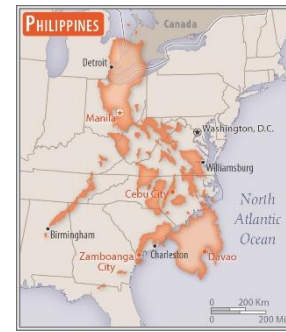 PHILIPPINES
Canada
Detroit
Manila
Washington, D.C.
Williamsburg
Cebu City
North
Atlantic
Ocean
Birmingham
Zamboanga
City
Charleston
Davao
0 200 Km
0 200 Mi